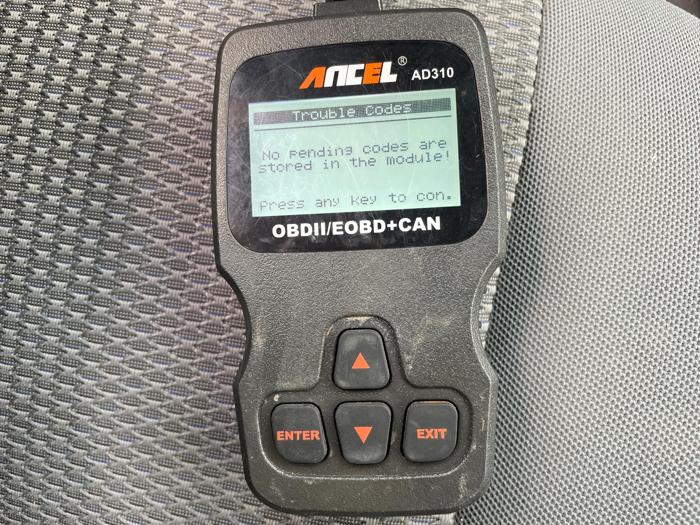 ANCEL® AD310
Trouble Codes
No pending codes are
stored in the module!
Press any key to con.
OBDII/EOBD+CAN
▲
ENTER ▼ EXIT